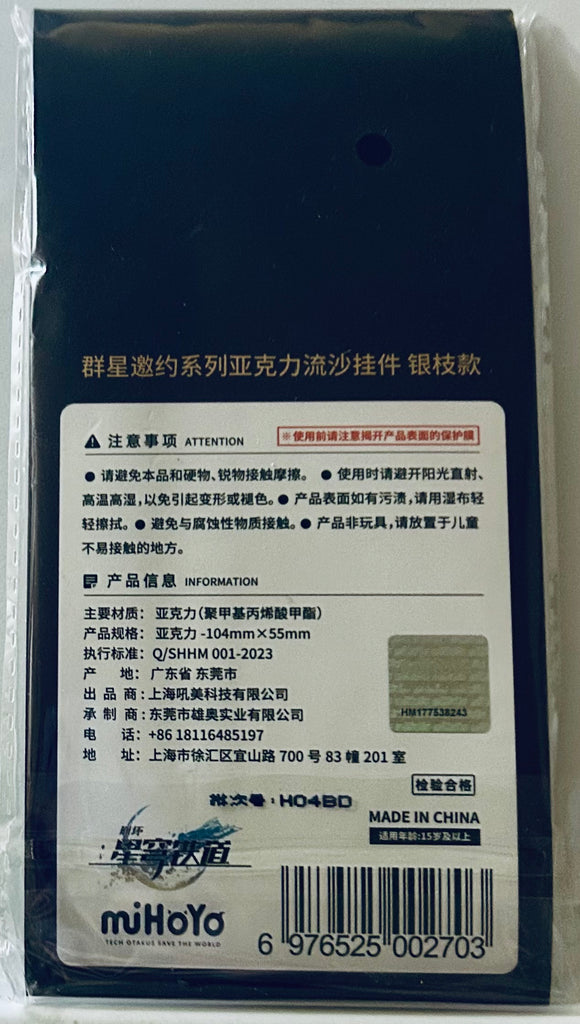 群星邀约系列亚克力流沙挂件 银枝款
注意事项 ATTENTION
※使用前请注意揭开产品表面的保护膜
● 请避免本品和硬物、锐物接触摩擦。 ● 使用时请避开阳光直射、
高温高湿,以免引起变形或褪色。● 产品表面如有污渍,请用湿布轻
轻擦拭。● 避免与腐蚀性物质接触。● 产品非玩具,请放置于儿童
不易接触的地方。
产品信息 INFORMATION
主要材质： 亚克力(聚甲基丙烯酸甲酯)
产品规格： 亚克力 -104mm×55mm
执行标准： Q/SHHM 001-2023
产 地： 广东省 东莞市
出 品 商：上海吼美科技有限公司
承 制 商：东莞市雄奥实业有限公司
电 话：+86 18116485197
地 址：上海市徐汇区宜山路 700 号 83 幢 201 室
HM177538243
检验合格
批次号：H04BD
MADE IN CHINA
适用年龄:15岁及以上
崩坏
星穹铁道
miHoYo
TECH OTAKUS SAVE THE WORLD
6 976525 002703